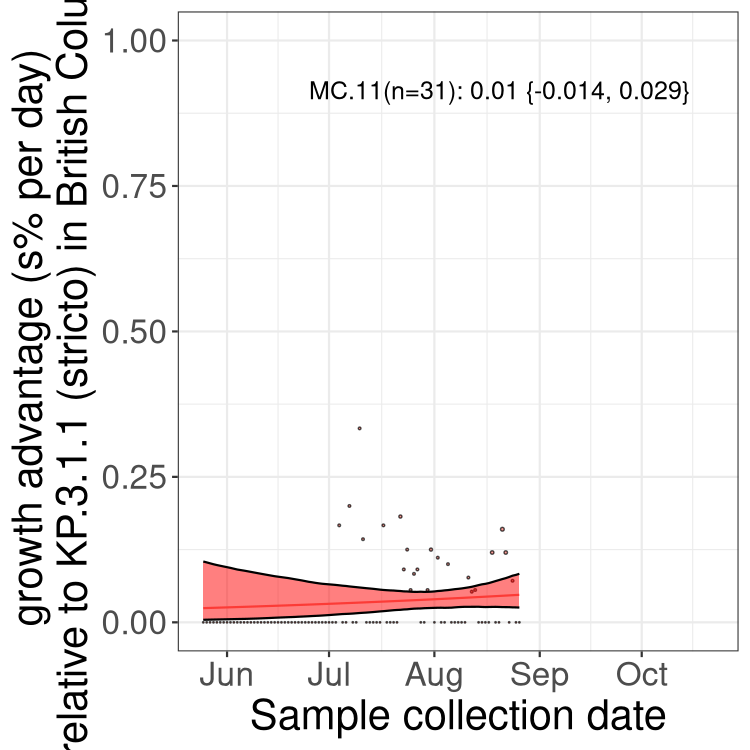 growth advantage (s% per day)
relative to KP.3.1.1 (stricto) in British
1.00
0.75
0.50
0.25
0.00
MC.11(n=31): 0.01 {-0.014, 0.029}
Jun Jul Aug Sep Oct
Sample collection date